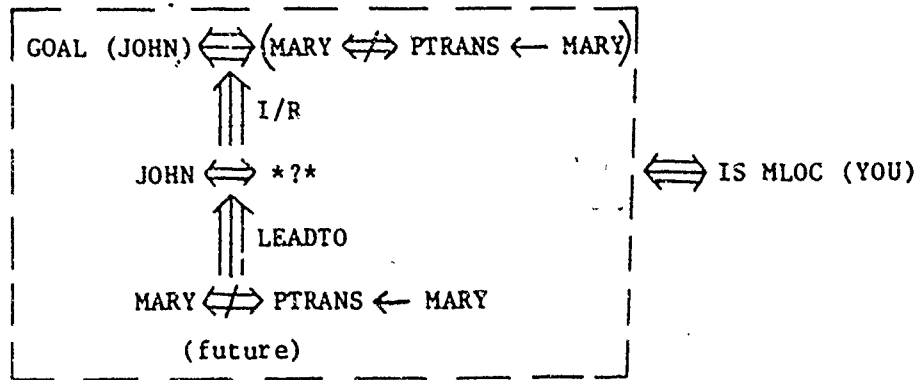 GOAL (JOHN) ⇔ (MARY ⇎ PTRANS ← MARY)
I/R
JOHN ⇔ *?*
IS MLOC (YOU)
LEADTO
MARY ⇎ PTRANS ← MARY
(future)